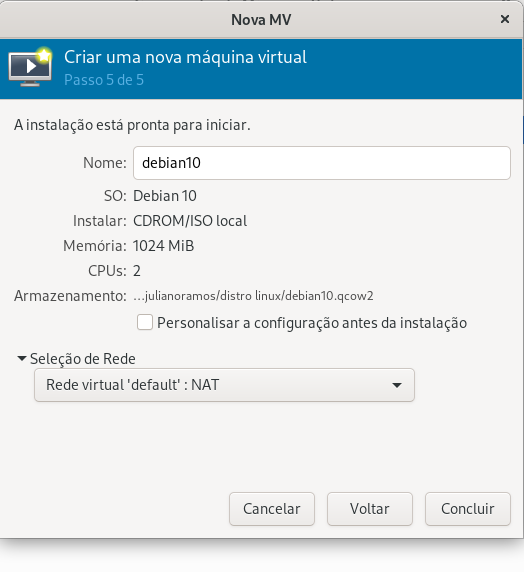 Nova MV
Criar uma nova máquina virtual
Passo 5 de 5
A instalação está pronta para iniciar.
Nome: debian10
SO: Debian 10
Instalar: CDROM/ISO local
Memória: 1024 MiB
CPUs: 2
Armazenamento: ...julianoramos/distro linux/debian10.qcow2
Personalisar a configuração antes da instalação
Seleção de Rede
Rede virtual 'default' : NAT
Cancelar Voltar Concluir